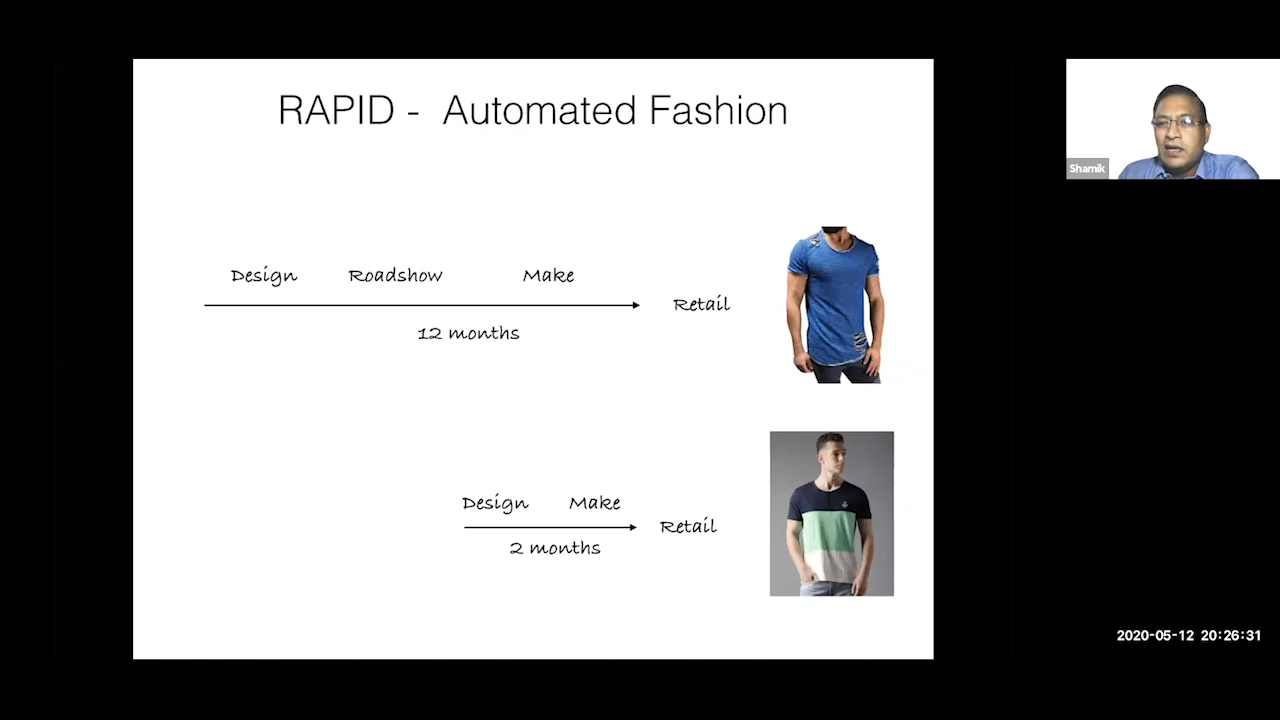 RAPID - Automated Fashion
Design Roadshow Make
Retail
12 months
Design Make
Retail
2 months
Shamik
2020-05-12 20:26:31